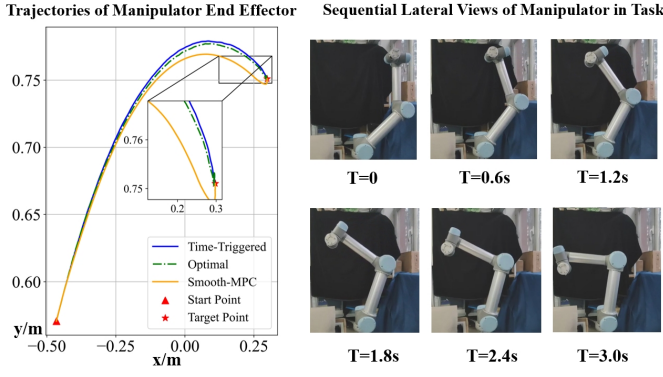 Trajectories of Manipulator End Effector
0.75
0.70
0.65
0.60
y/m
−0.50
−0.25
0.00
0.25
x/m
0.76
0.75
0.2
0.3
Time-Triggered
Optimal
Smooth-MPC
Start Point
Target Point
Sequential Lateral Views of Manipulator in Task
T=0
T=0.6s
T=1.2s
T=1.8s
T=2.4s
T=3.0s